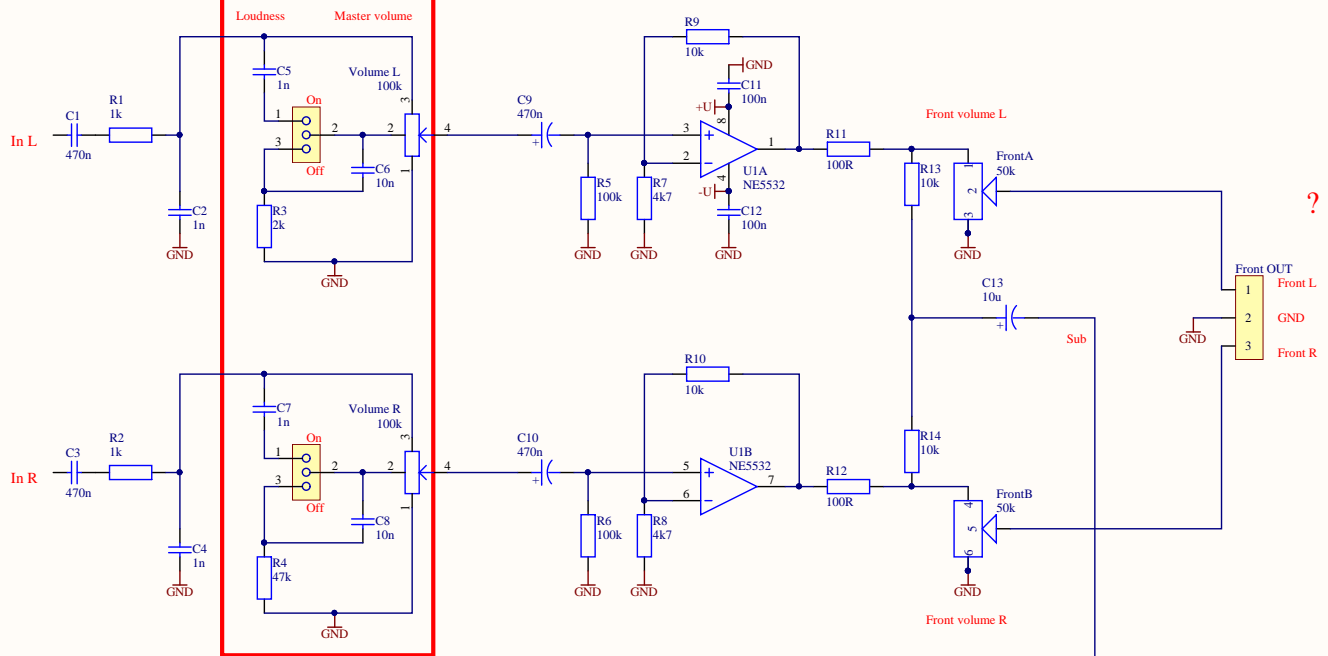 Loudness
Master volume
C5
1n
On
1
2
3
Off
Volume L
100k
3
2
4
1
C6
10n
In L
C1
470n
R1
1k
C2
1n
GND
R3
2k
GND
C9
470n
+
R5
100k
GND
R7
4k7
GND
R9
10k
GND
C11
100n
+U
8
3
2
1
4
-U
U1A
NE5532
C12
100n
GND
R11
100R
Front volume L
R13
10k
FrontA
50k
1
2
3
GND
?
C13
10u
+
Sub
Front OUT
1
2
3
Front L
GND
Front R
GND
In R
C3
470n
R2
1k
C4
1n
GND
C7
1n
On
1
2
3
Off
Volume R
100k
3
2
4
1
C8
10n
R4
47k
GND
C10
470n
+
R6
100k
GND
R8
4k7
GND
R10
10k
U1B
NE5532
5
6
7
R12
100R
R14
10k
FrontB
50k
4
5
6
GND
Front volume R